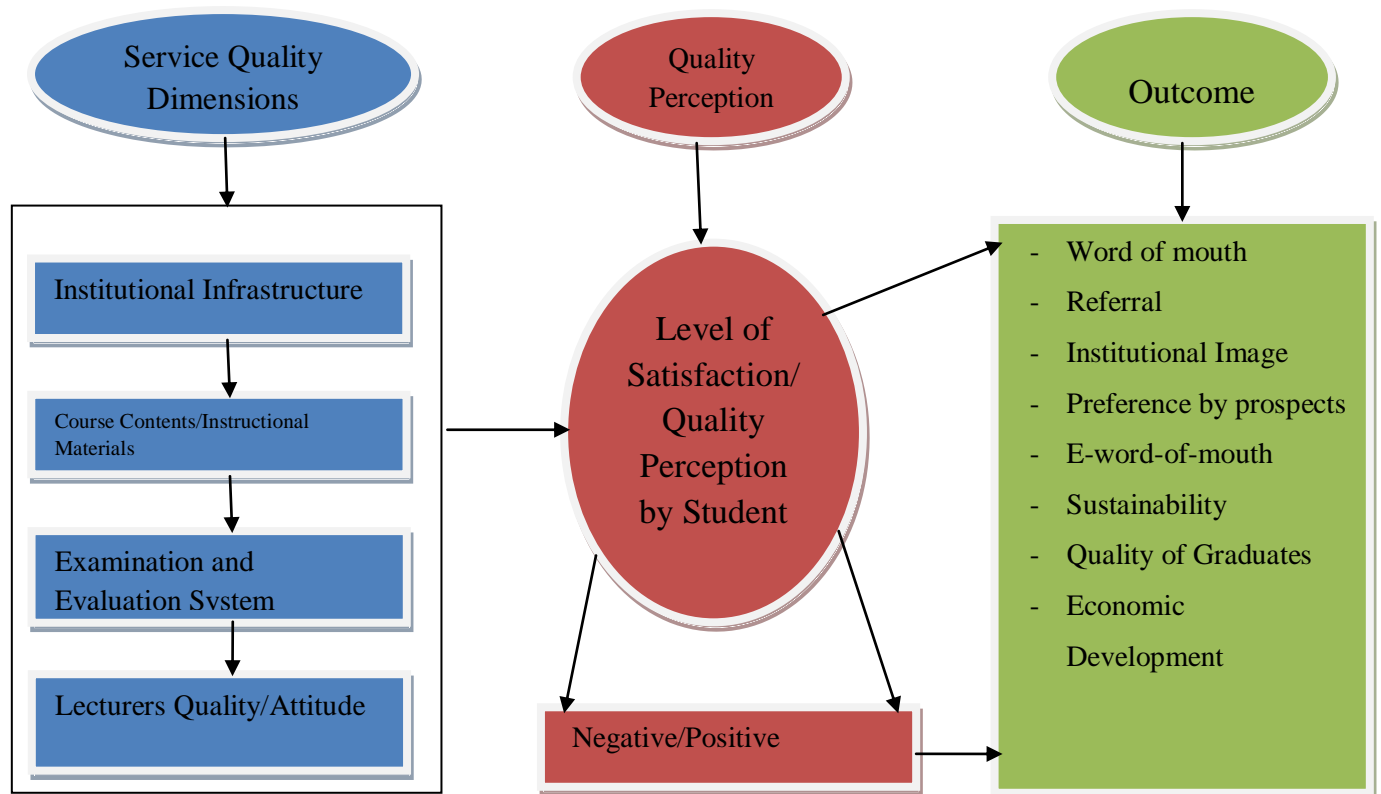 Service Quality
Dimensions
Institutional Infrastructure
Course Contents/Instructional
Materials
Examination and
Evaluation System
Lecturers Quality/Attitude
Quality
Perception
Level of
Satisfaction/
Quality
Perception
by Student
Negative/Positive
Outcome
- Word of mouth
- Referral
- Institutional Image
- Preference by prospects
- E-word-of-mouth
- Sustainability
- Quality of Graduates
- Economic
Development